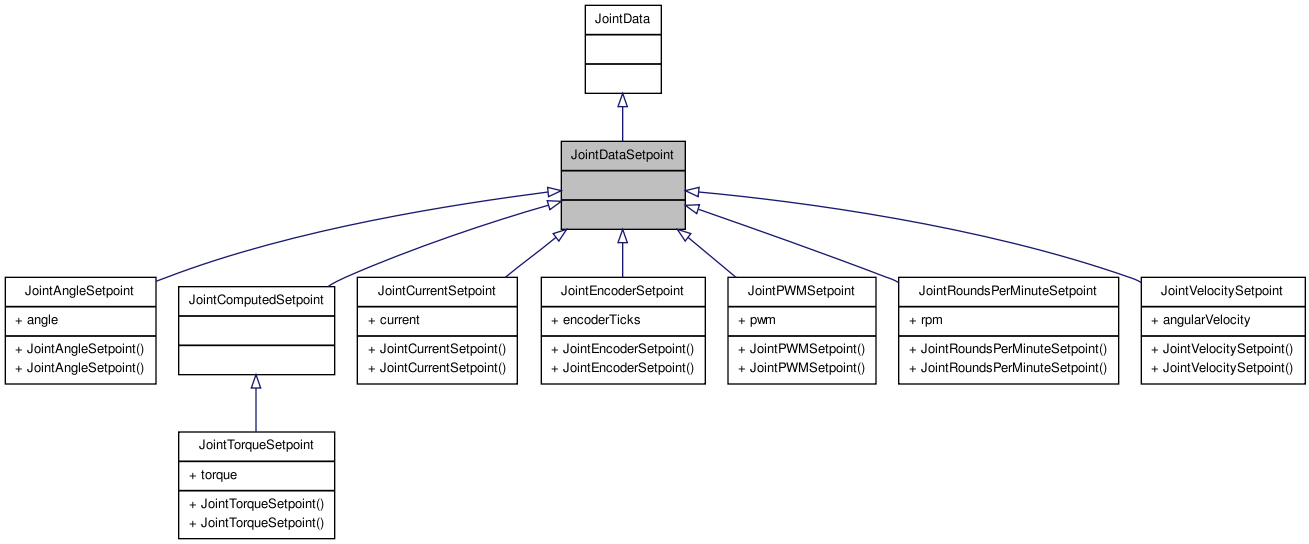 JointData
JointDataSetpoint
JointAngleSetpoint
+ angle
+ JointAngleSetpoint()
+ JointAngleSetpoint()
JointComputedSetpoint
JointCurrentSetpoint
+ current
+ JointCurrentSetpoint()
+ JointCurrentSetpoint()
JointEncoderSetpoint
+ encoderTicks
+ JointEncoderSetpoint()
+ JointEncoderSetpoint()
JointPWMSetpoint
+ pwm
+ JointPWMSetpoint()
+ JointPWMSetpoint()
JointRoundsPerMinuteSetpoint
+ rpm
+ JointRoundsPerMinuteSetpoint()
+ JointRoundsPerMinuteSetpoint()
JointVelocitySetpoint
+ angularVelocity
+ JointVelocitySetpoint()
+ JointVelocitySetpoint()
JointTorqueSetpoint
+ torque
+ JointTorqueSetpoint()
+ JointTorqueSetpoint()